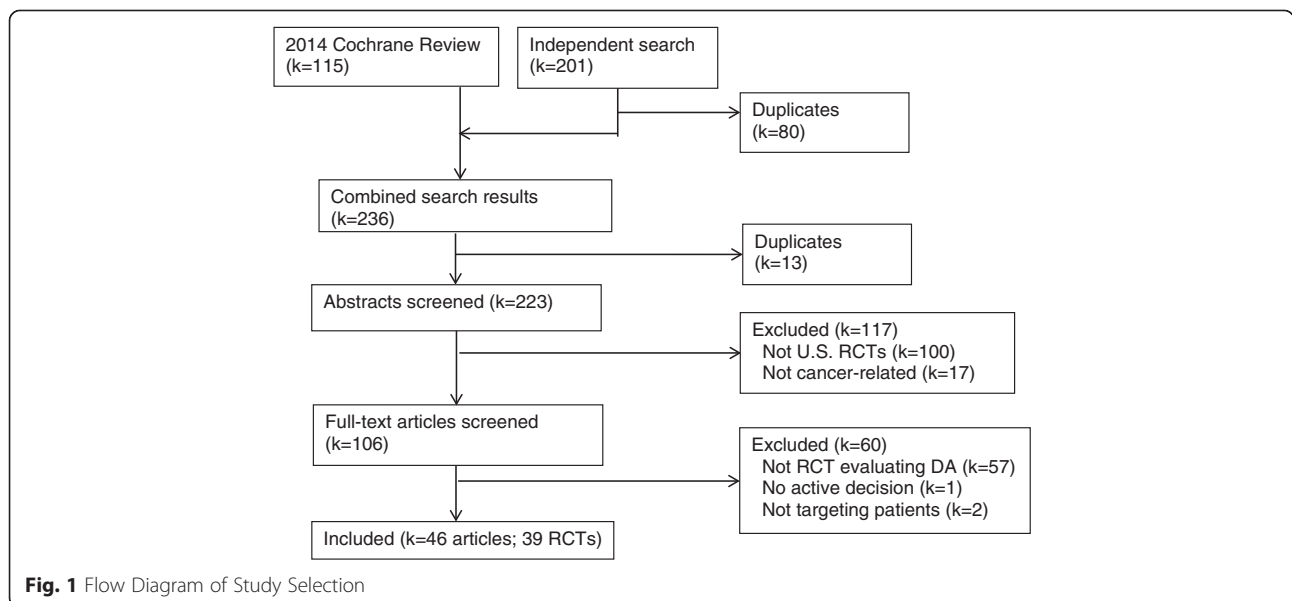 2014 Cochrane Review
(k=115)
Independent search
(k=201)
Duplicates
(k=80)
Combined search results
(k=236)
Duplicates
(k=13)
Abstracts screened (k=223)
Excluded (k=117)
Not U.S. RCTs (k=100)
Not cancer-related (k=17)
Full-text articles screened
(k=106)
Excluded (k=60)
Not RCT evaluating DA (k=57)
No active decision (k=1)
Not targeting patients (k=2)
Included (k=46 articles; 39 RCTs)
Fig. 1 Flow Diagram of Study Selection